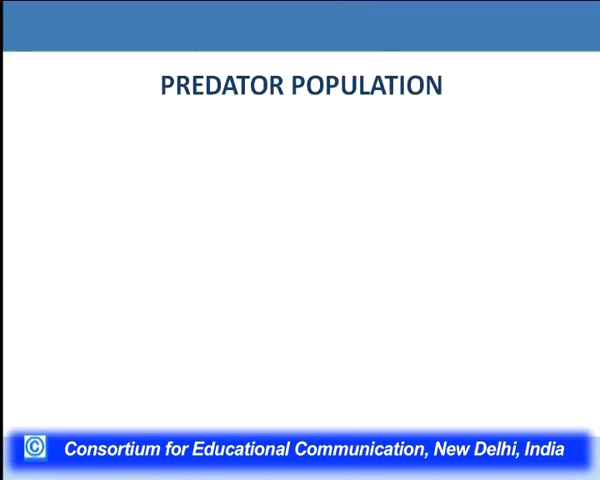 PREDATOR POPULATION
© Consortium for Educational Communication, New Delhi, India